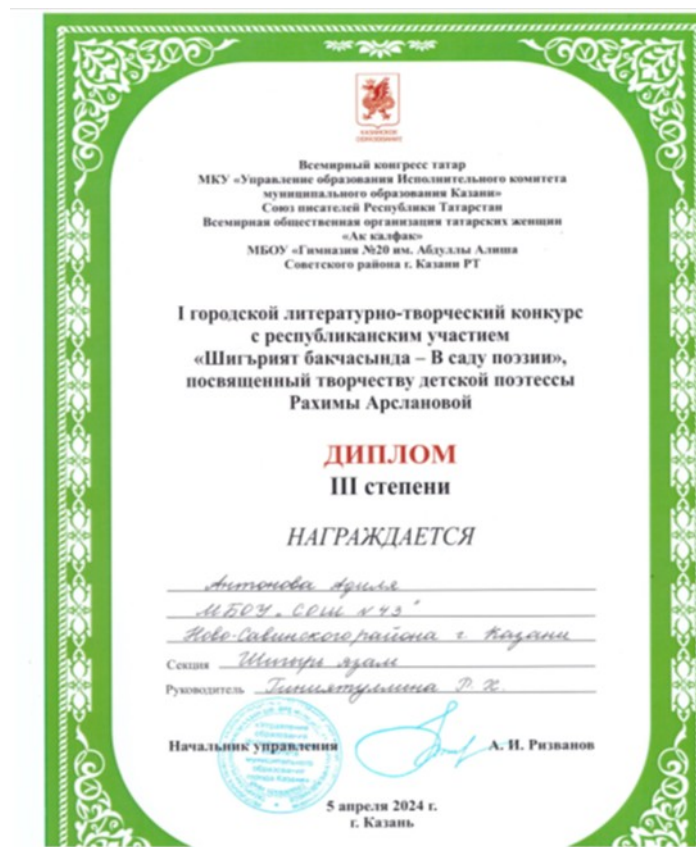 КАЗАНСКОЕ
ОБРАЗОВАНИЕ
Всемирный конгресс татар
МКУ «Управление образования Исполнительного комитета
муниципального образования Казани»
Союз писателей Республики Татарстан
Всемирная общественная организация татарских женщин
«Ак калфак»
МБОУ «Гимназия №20 им. Абдуллы Алиша
Советского района г. Казани РТ
I городской литературно-творческий конкурс
с республиканским участием
«Шигърият бакчасында – В саду поэзии»,
посвященный творчеству детской поэтессы
Рахимы Арслановой
ДИПЛОМ
III степени
НАГРАЖДАЕТСЯ
Антонова Адиля
МБОУ „СОШ №43"
Ново-Савинского района г. Казани
Секция Шигырь язам
Руководитель Гиниятуллина Р. Х.
Начальник управления А. И. Ризванов
5 апреля 2024 г.
г. Казань